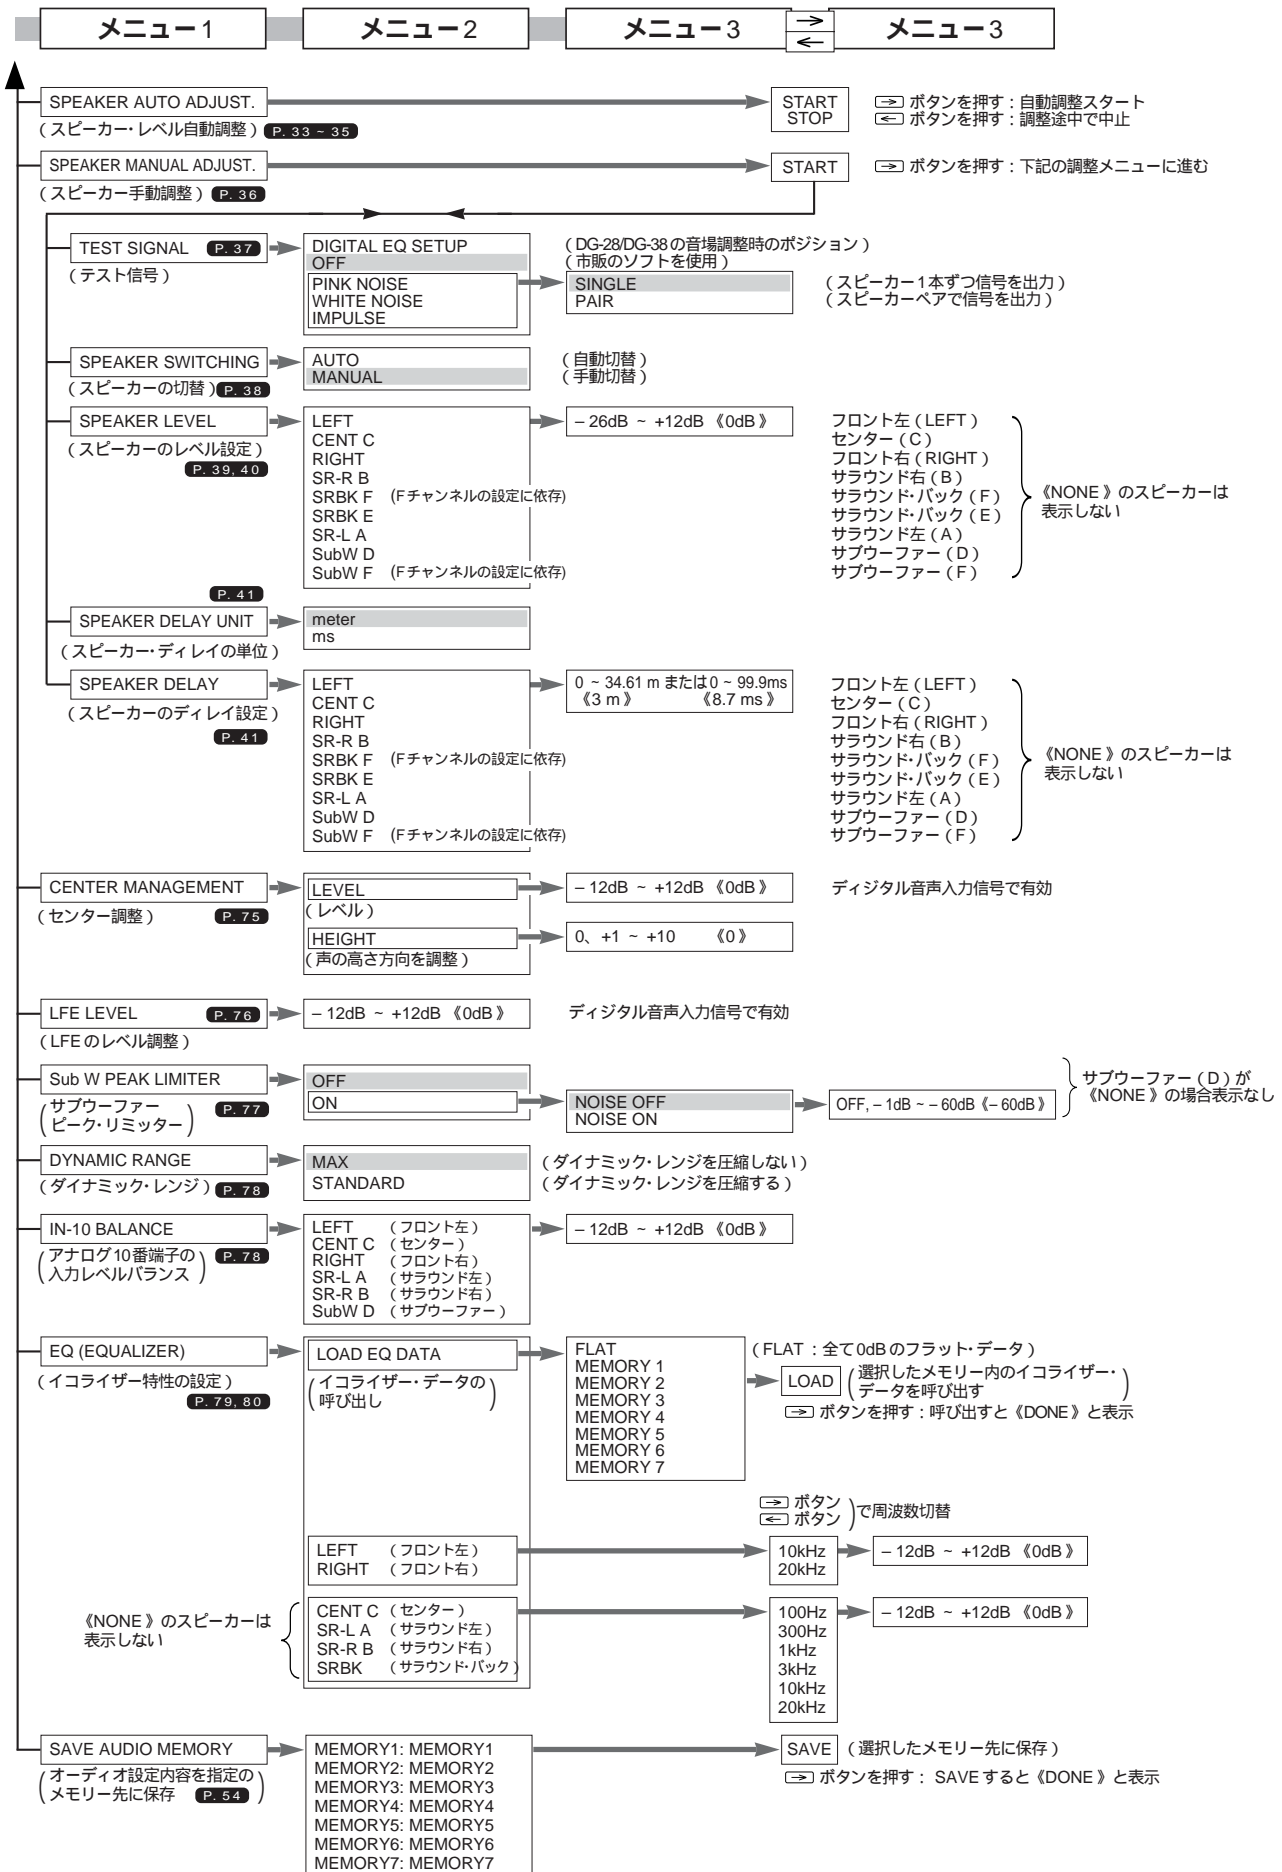 メニュー1 メニュー2 メニュー3 → ← メニュー3
SPEAKER AUTO ADJUST.
(スピーカー・レベル自動調整) P. 33 ~ 35
START
STOP
→ ボタンを押す:自動調整スタート
← ボタンを押す:調整途中で中止
SPEAKER MANUAL ADJUST.
(スピーカー手動調整) P. 36
START
→ ボタンを押す:下記の調整メニューに進む
TEST SIGNAL P. 37
(テスト信号)
DIGITAL EQ SETUP
OFF
PINK NOISE
WHITE NOISE
IMPULSE
(DG-28/DG-38の音場調整時のポジション)
(市販のソフトを使用)
SINGLE
PAIR
(スピーカー1本ずつ信号を出力)
(スピーカーペアで信号を出力)
SPEAKER SWITCHING
(スピーカーの切替) P. 38
AUTO
MANUAL
(自動切替)
(手動切替)
SPEAKER LEVEL
(スピーカーのレベル設定)
P. 39, 40
LEFT
CENT C
RIGHT
SR-R B
SRBK F (Fチャンネルの設定に依存)
SRBK E
SR-L A
SubW D
SubW F (Fチャンネルの設定に依存)
– 26dB ~ +12dB 《0dB》
フロント左(LEFT)
センター(C)
フロント右(RIGHT)
サラウンド右(B)
サラウンド・バック(F)
サラウンド・バック(E)
サラウンド左(A)
サブウーファー(D)
サブウーファー(F)
《NONE》のスピーカーは
表示しない
P. 41
SPEAKER DELAY UNIT
(スピーカー・ディレイの単位)
meter
ms
SPEAKER DELAY
(スピーカーのディレイ設定)
P. 41
LEFT
CENT C
RIGHT
SR-R B
SRBK F (Fチャンネルの設定に依存)
SRBK E
SR-L A
SubW D
SubW F (Fチャンネルの設定に依存)
0 ~ 34.61 m または0 ~ 99.9ms
《3 m》 《8.7 ms》
フロント左(LEFT)
センター(C)
フロント右(RIGHT)
サラウンド右(B)
サラウンド・バック(F)
サラウンド・バック(E)
サラウンド左(A)
サブウーファー(D)
サブウーファー(F)
《NONE》のスピーカーは
表示しない
CENTER MANAGEMENT
(センター調整) P. 75
LEVEL
(レベル)
– 12dB ~ +12dB 《0dB》
ディジタル音声入力信号で有効
HEIGHT
(声の高さ方向を調整)
0、+1 ~ +10 《0》
LFE LEVEL P. 76
(LFEのレベル調整)
– 12dB ~ +12dB 《0dB》
ディジタル音声入力信号で有効
Sub W PEAK LIMITER
(サブウーファー
ピーク・リミッター) P. 77
OFF
ON
NOISE OFF
NOISE ON
OFF, – 1dB ~ – 60dB《– 60dB》
サブウーファー(D)が
《NONE》の場合表示なし
DYNAMIC RANGE
(ダイナミック・レンジ) P. 78
MAX
STANDARD
(ダイナミック・レンジを圧縮しない)
(ダイナミック・レンジを圧縮する)
IN-10 BALANCE
(アナログ10番端子の
入力レベルバランス) P. 78
LEFT (フロント左)
CENT C (センター)
RIGHT (フロント右)
SR-L A (サラウンド左)
SR-R B (サラウンド右)
SubW D (サブウーファー)
– 12dB ~ +12dB 《0dB》
EQ (EQUALIZER)
(イコライザー特性の設定)
P. 79, 80
LOAD EQ DATA
(イコライザー・データの
呼び出し)
FLAT
MEMORY 1
MEMORY 2
MEMORY 3
MEMORY 4
MEMORY 5
MEMORY 6
MEMORY 7
(FLAT:全て0dBのフラット・データ)
LOAD
(選択したメモリー内のイコライザー・
データを呼び出す)
→ ボタンを押す:呼び出すと《DONE》と表示
→ ボタン
← ボタン
)で周波数切替
LEFT (フロント左)
RIGHT (フロント右)
10kHz
20kHz
– 12dB ~ +12dB 《0dB》
《NONE》のスピーカーは
表示しない
CENT C (センター)
SR-L A (サラウンド左)
SR-R B (サラウンド右)
SRBK (サラウンド・バック)
100Hz
300Hz
1kHz
3kHz
10kHz
20kHz
– 12dB ~ +12dB 《0dB》
SAVE AUDIO MEMORY
(オーディオ設定内容を指定の
メモリー先に保存 P. 54)
MEMORY1: MEMORY1
MEMORY2: MEMORY2
MEMORY3: MEMORY3
MEMORY4: MEMORY4
MEMORY5: MEMORY5
MEMORY6: MEMORY6
MEMORY7: MEMORY7
SAVE
(選択したメモリー先に保存)
→ ボタンを押す: SAVEすると《DONE》と表示